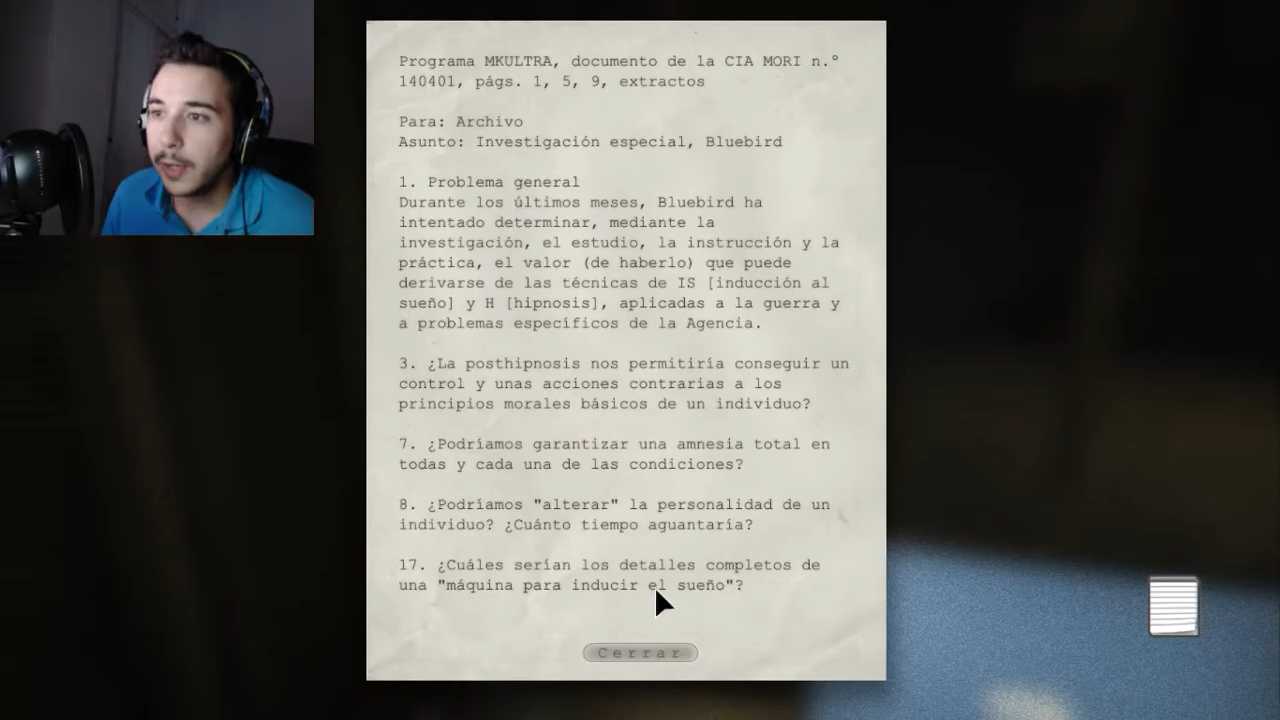 Programa MKULTRA, documento de la CIA MORI n.º
140401, págs. 1, 5, 9, extractos
Para: Archivo
Asunto: Investigación especial, Bluebird
1. Problema general
Durante los últimos meses, Bluebird ha
intentado determinar, mediante la
investigación, el estudio, la instrucción y la
práctica, el valor (de haberlo) que puede
derivarse de las técnicas de IS [inducción al
sueño] y H [hipnosis], aplicadas a la guerra y
a problemas específicos de la Agencia.
3. ¿La posthipnosis nos permitiría conseguir un
control y unas acciones contrarias a los
principios morales básicos de un individuo?
7. ¿Podríamos garantizar una amnesia total en
todas y cada una de las condiciones?
8. ¿Podríamos "alterar" la personalidad de un
individuo? ¿Cuánto tiempo aguantaría?
17. ¿Cuáles serían los detalles completos de
una "máquina para inducir el sueño"?
Cerrar